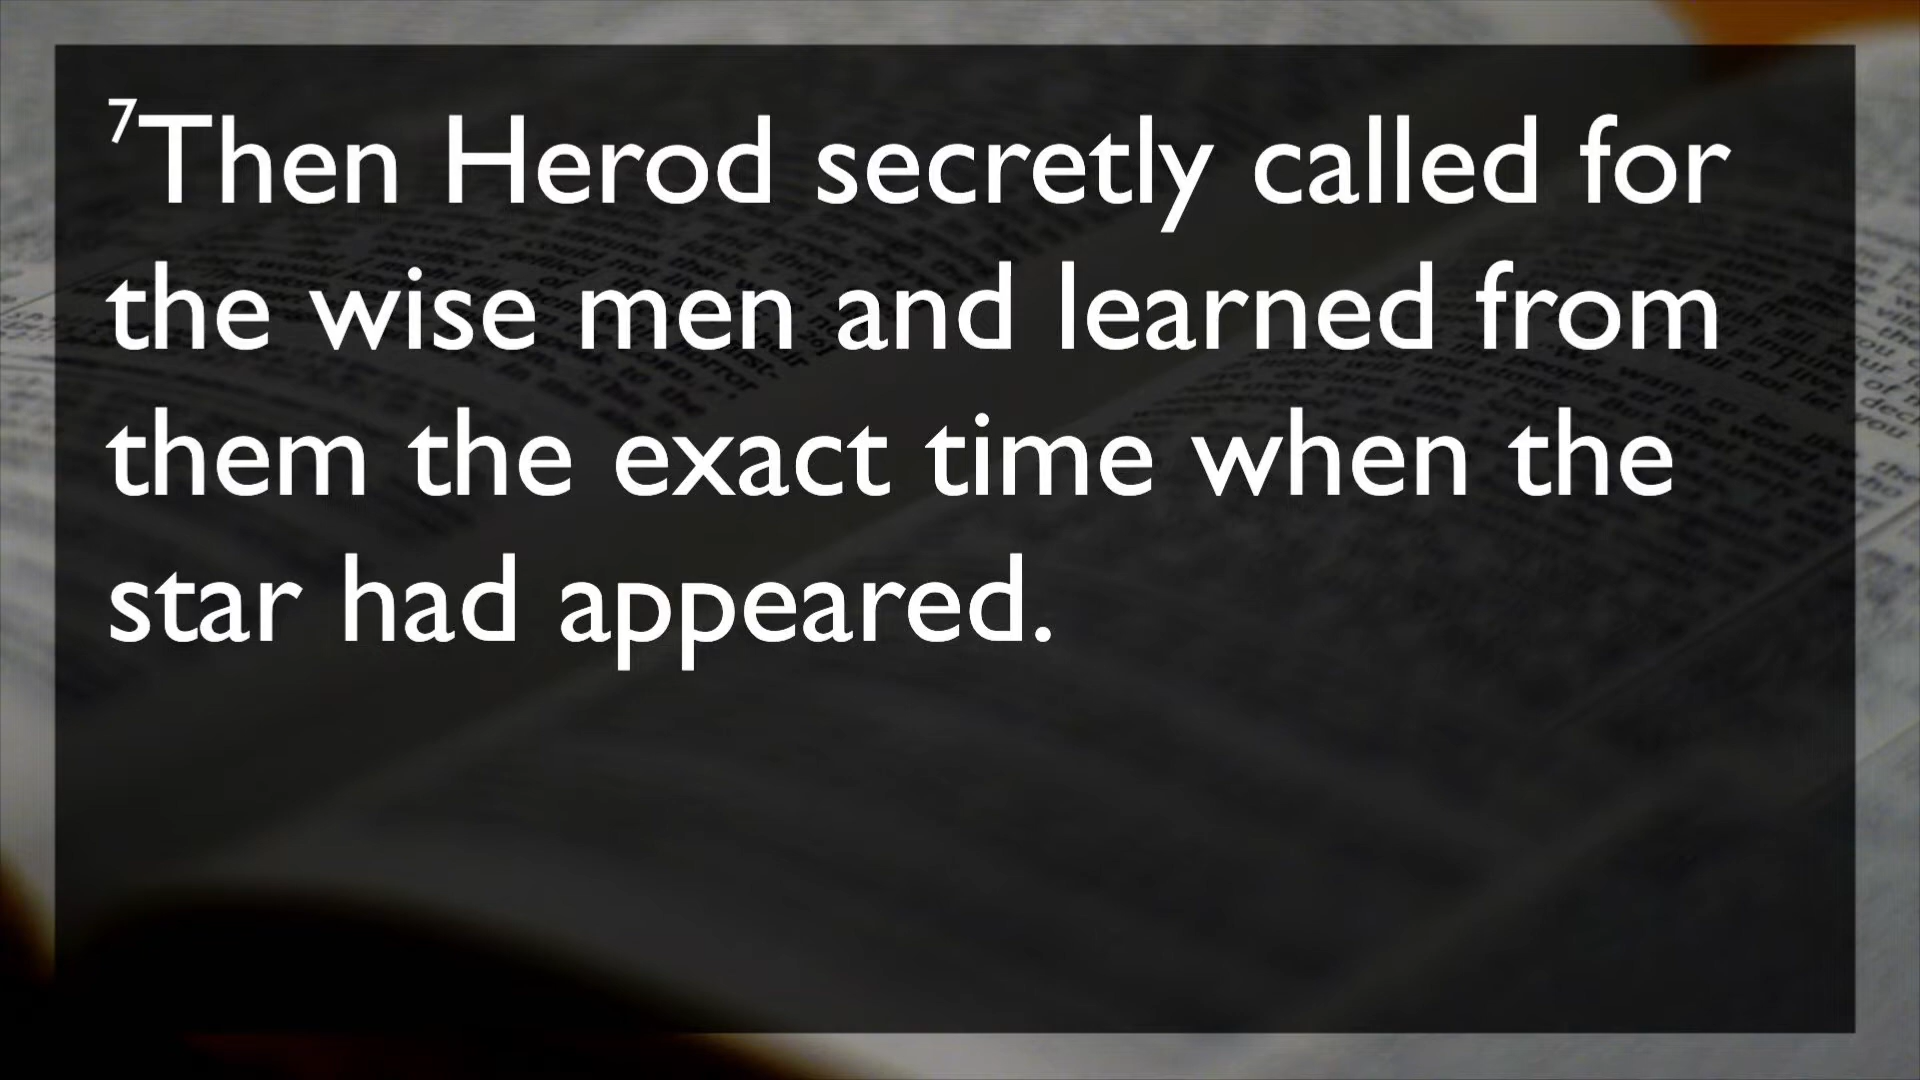 7Then Herod secretly called for
the wise men and learned from
them the exact time when the
star had appeared.